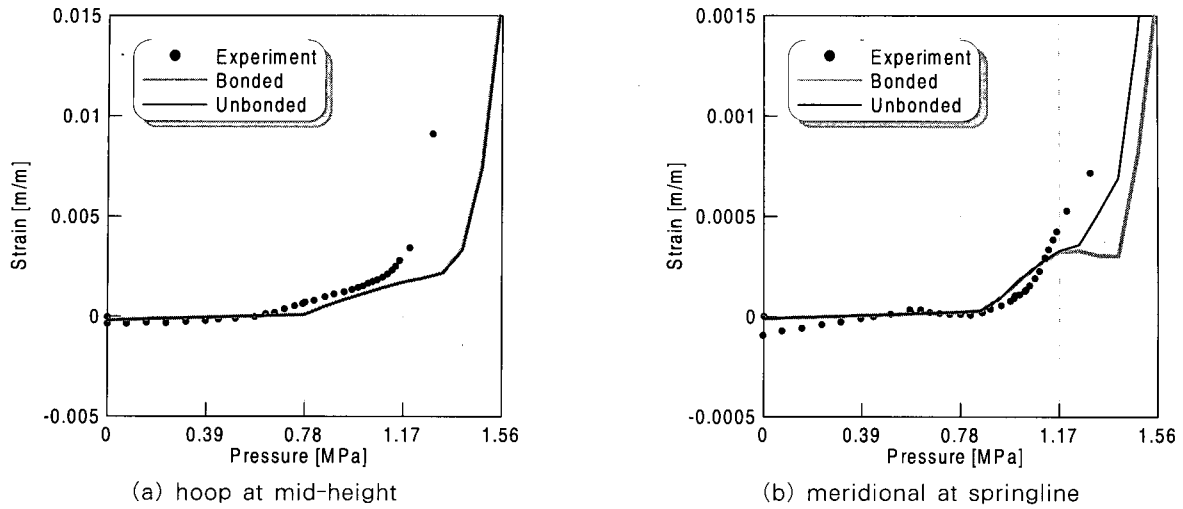 0.015
0.01
0.005
0
-0.005
Strain [m/m]
Experiment
Bonded
Unbonded
0
0.39
0.78
1.17
1.56
Pressure [MPa]
(a) hoop at mid-height
0.0015
0.001
0.0005
0
-0.0005
Strain [m/m]
Experiment
Bonded
Unbonded
0
0.39
0.78
1.17
1.56
Pressure [MPa]
(b) meridional at springline